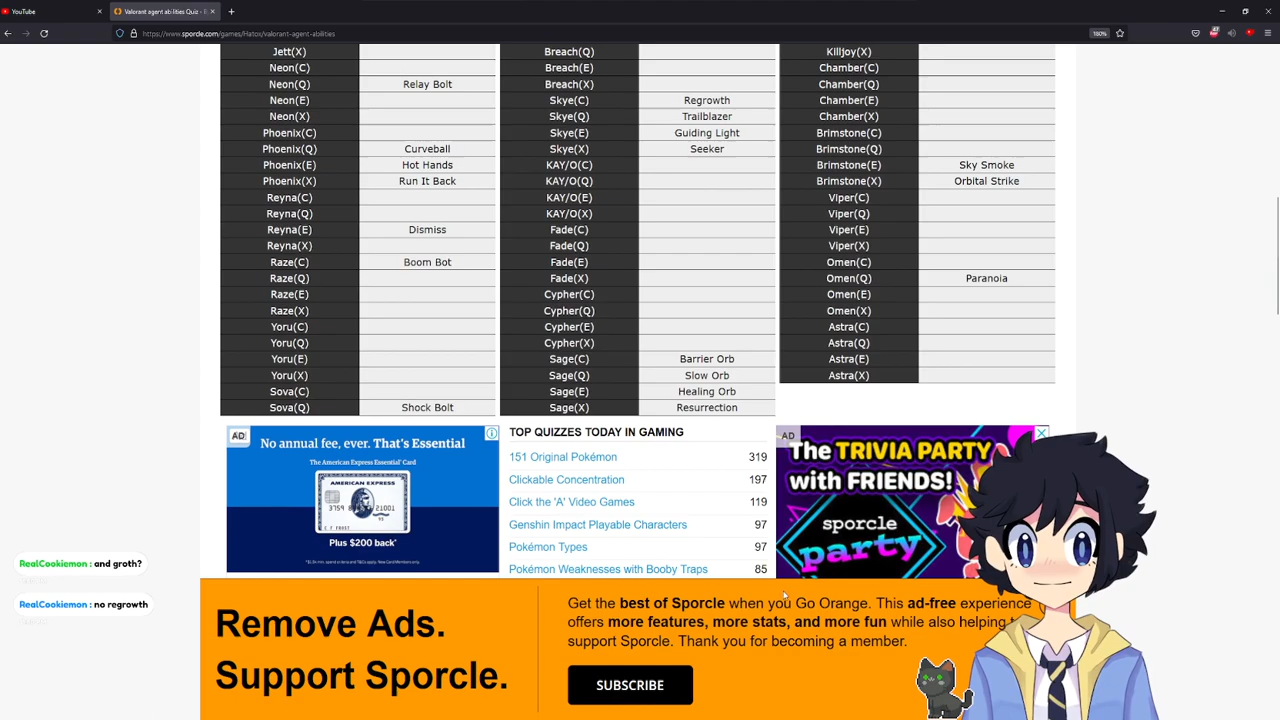 YouTube
Valorant agent abilities Quiz - 
https://www.sporcle.com/games/Hatox/valorant-agent-abilities
180%
Jett(X)
Neon(C)
Neon(Q) Relay Bolt
Neon(E)
Neon(X)
Phoenix(C)
Phoenix(Q) Curveball
Phoenix(E) Hot Hands
Phoenix(X) Run It Back
Reyna(C)
Reyna(Q)
Reyna(E) Dismiss
Reyna(X)
Raze(C) Boom Bot
Raze(Q)
Raze(E)
Raze(X)
Yoru(C)
Yoru(Q)
Yoru(E)
Yoru(X)
Sova(C)
Sova(Q) Shock Bolt
Breach(Q)
Breach(E)
Breach(X)
Skye(C) Regrowth
Skye(Q) Trailblazer
Skye(E) Guiding Light
Skye(X) Seeker
KAY/O(C)
KAY/O(Q)
KAY/O(E)
KAY/O(X)
Fade(C)
Fade(Q)
Fade(E)
Fade(X)
Cypher(C)
Cypher(Q)
Cypher(E)
Cypher(X)
Sage(C) Barrier Orb
Sage(Q) Slow Orb
Sage(E) Healing Orb
Sage(X) Resurrection
Killjoy(X)
Chamber(C)
Chamber(Q)
Chamber(E)
Chamber(X)
Brimstone(C)
Brimstone(Q)
Brimstone(E) Sky Smoke
Brimstone(X) Orbital Strike
Viper(C)
Viper(Q)
Viper(E)
Viper(X)
Omen(C)
Omen(Q) Paranoia
Omen(E)
Omen(X)
Astra(C)
Astra(Q)
Astra(E)
Astra(X)
AD
No annual fee, ever. That's Essential
The American Express Essential Card
AMERICAN EXPRESS
Plus $200 back*
TOP QUIZZES TODAY IN GAMING
151 Original Pokémon 319
Clickable Concentration 197
Click the 'A' Video Games 119
Genshin Impact Playable Characters 97
Pokémon Types 97
Pokémon Weaknesses with Booby Traps 85
AD
The TRIVIA PARTY
with FRIENDS!
sporcle
party
RealCookiemon : and groth?
RealCookiemon : no regrowth
Remove Ads.
Support Sporcle.
Get the best of Sporcle when you Go Orange. This ad-free experience
offers more features, more stats, and more fun while also helping
support Sporcle. Thank you for becoming a member.
SUBSCRIBE